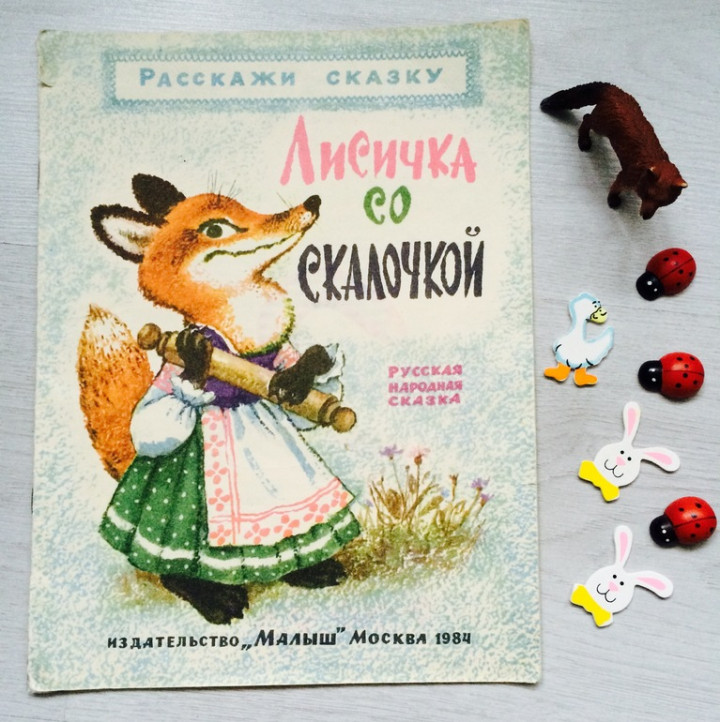 Расскажи сказку
Лисичка
со
скалочкой
русская
народная
сказка
издательство „Малыш" Москва 1984